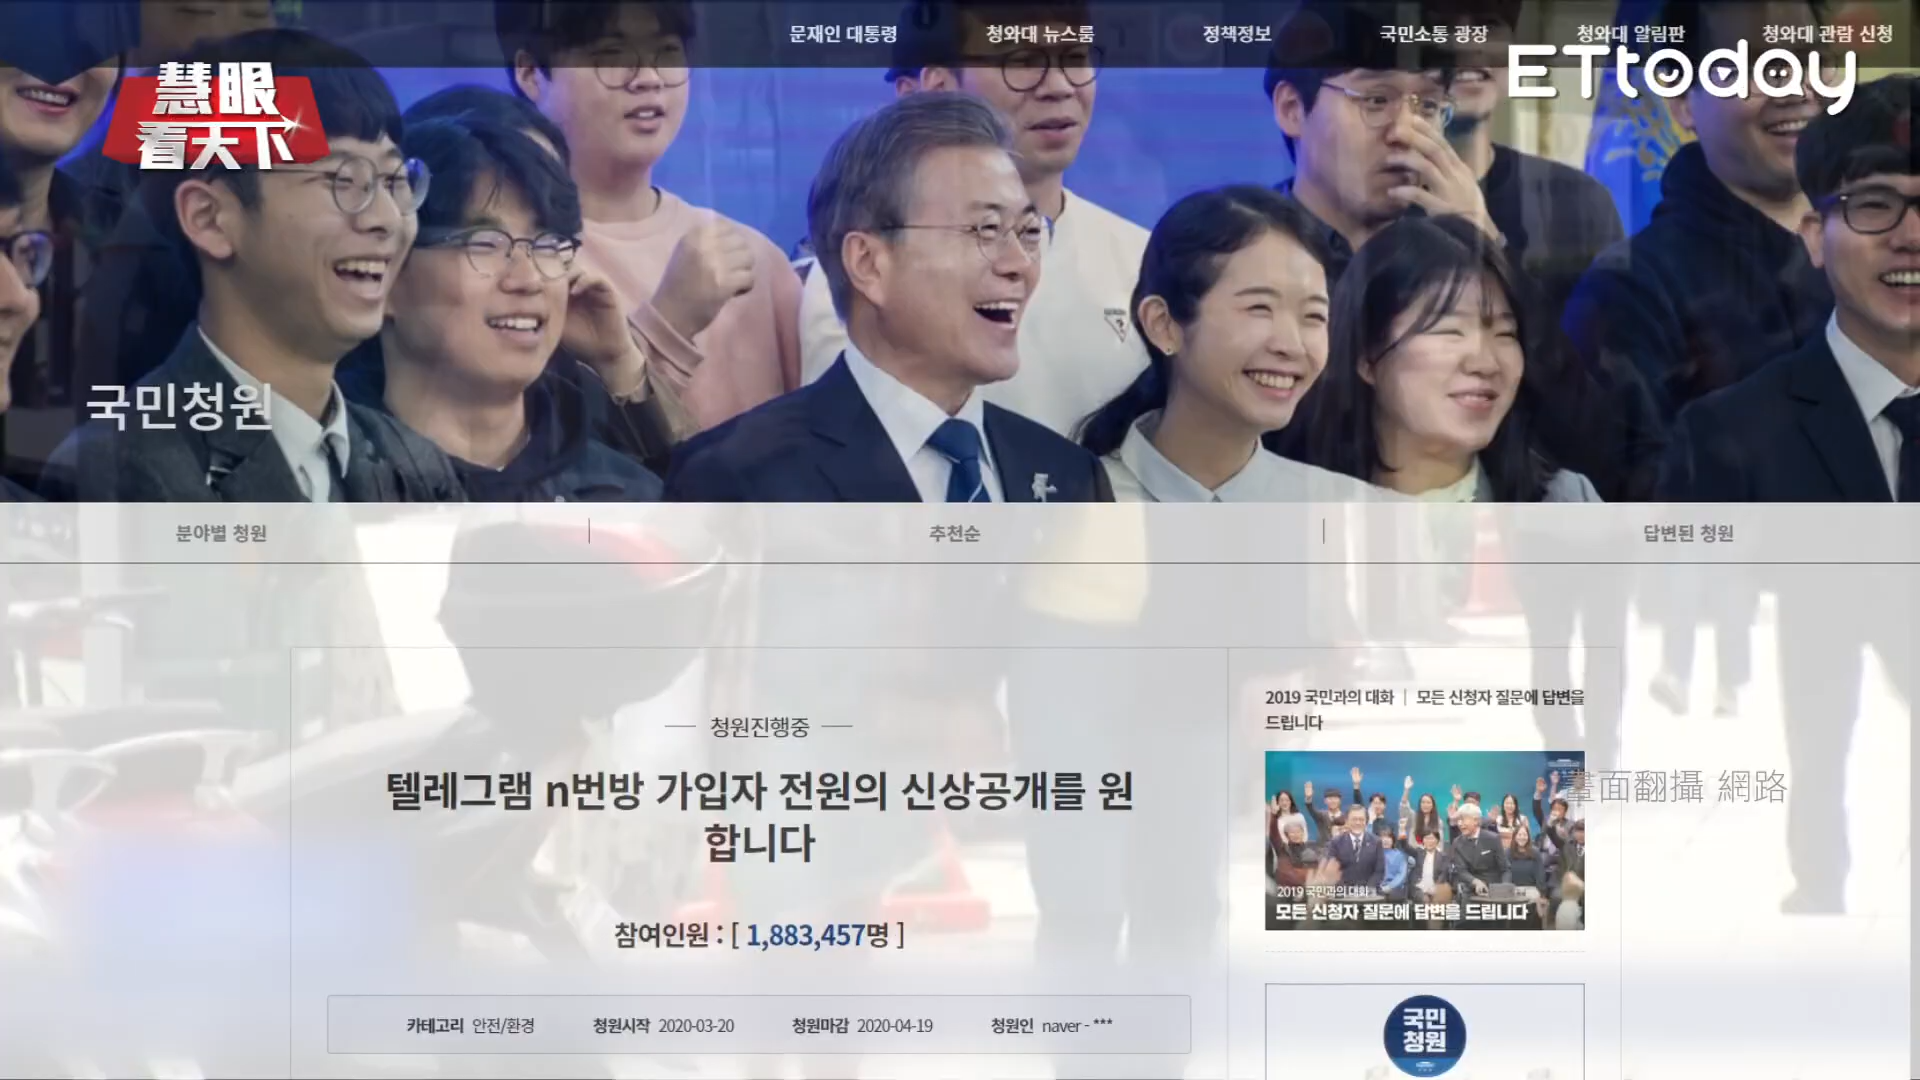 문재인 대통령
청와대 뉴스룸
정책정보
국민소통 광장
청와대 알림판
청와대 관람 신청
慧眼
看天下
ETtoday
국민청원
분야별 청원
추천순
답변된 청원
청원진행중
텔레그램 n번방 가입자 전원의 신상공개를 원
합니다
참여인원 : [ 1,883,457명 ]
카테고리 안전/환경
청원시작 2020-03-20
청원마감 2020-04-19
청원인 naver - ***
2019 국민과의 대화 | 모든 신청자 질문에 답변을
드립니다
2019 국민과의 대화
모든 신청자 질문에 답변을 드립니다
畫面翻攝 網路
국민
청원